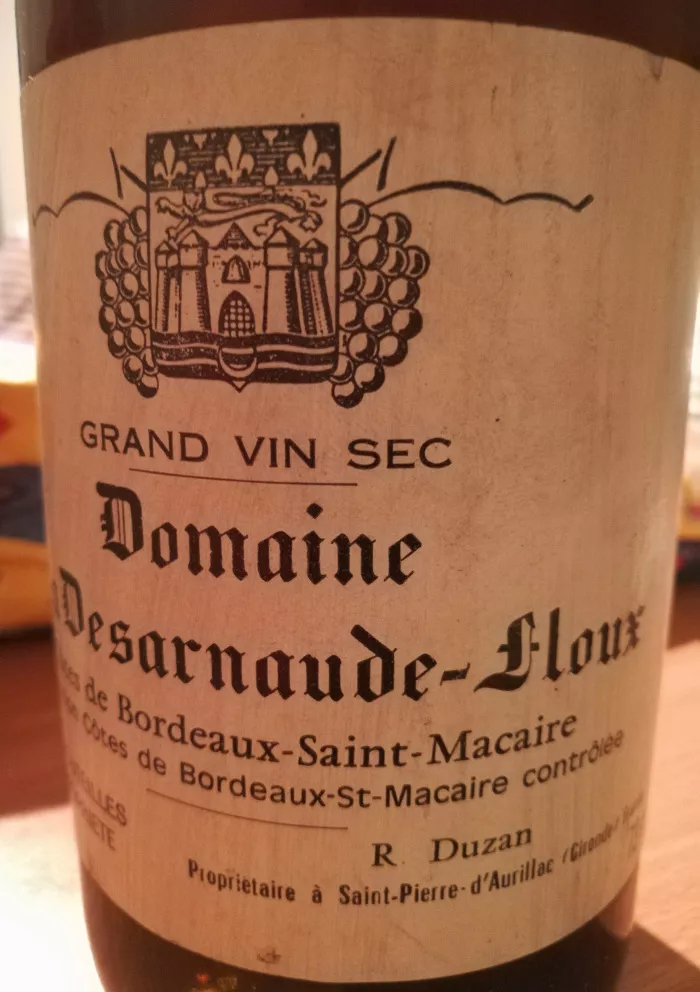 GRAND VIN SEC
Domaine
Desarnaude-Floux
de Bordeaux-Saint-Macaire
Côtes de Bordeaux-St-Macaire contrôlée
R. Duzan
Propriétaire à Saint-Pierre-d'Aurillac (Gironde)